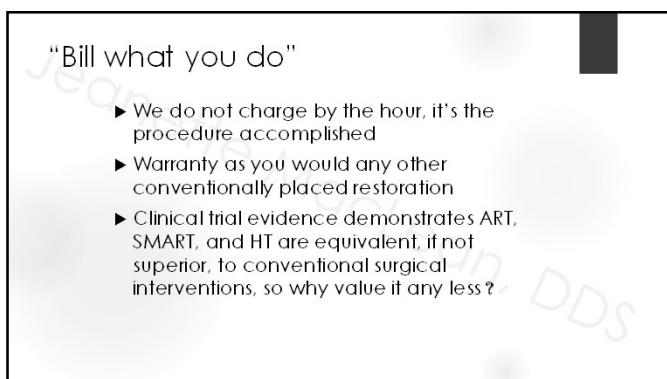 “Bill what you do”
▶ We do not charge by the hour, it’s the
procedure accomplished
▶ Warranty as you would any other
conventionally placed restoration
▶ Clinical trial evidence demonstrates ART,
SMART, and HT are equivalent, if not
superior, to conventional surgical
interventions, so why value it any less?
Jeanette MacLean, DDS